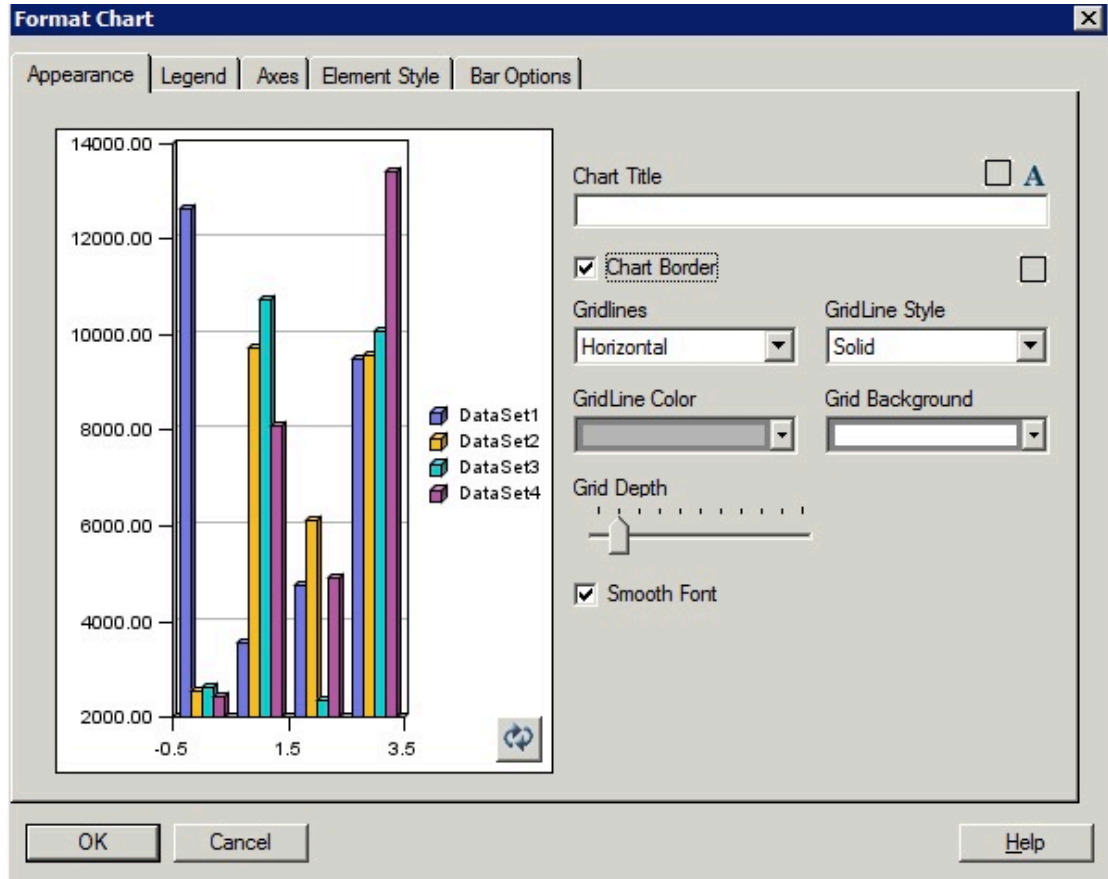 Format Chart
Appearance Legend Axes Element Style Bar Options
14000.00
12000.00
10000.00
8000.00
6000.00
4000.00
2000.00
-0.5 1.5 3.5
DataSet1
DataSet2
DataSet3
DataSet4
Chart Title
A
Chart Border
Gridlines GridLine Style
Horizontal Solid
GridLine Color Grid Background
Grid Depth
Smooth Font
OK Cancel Help